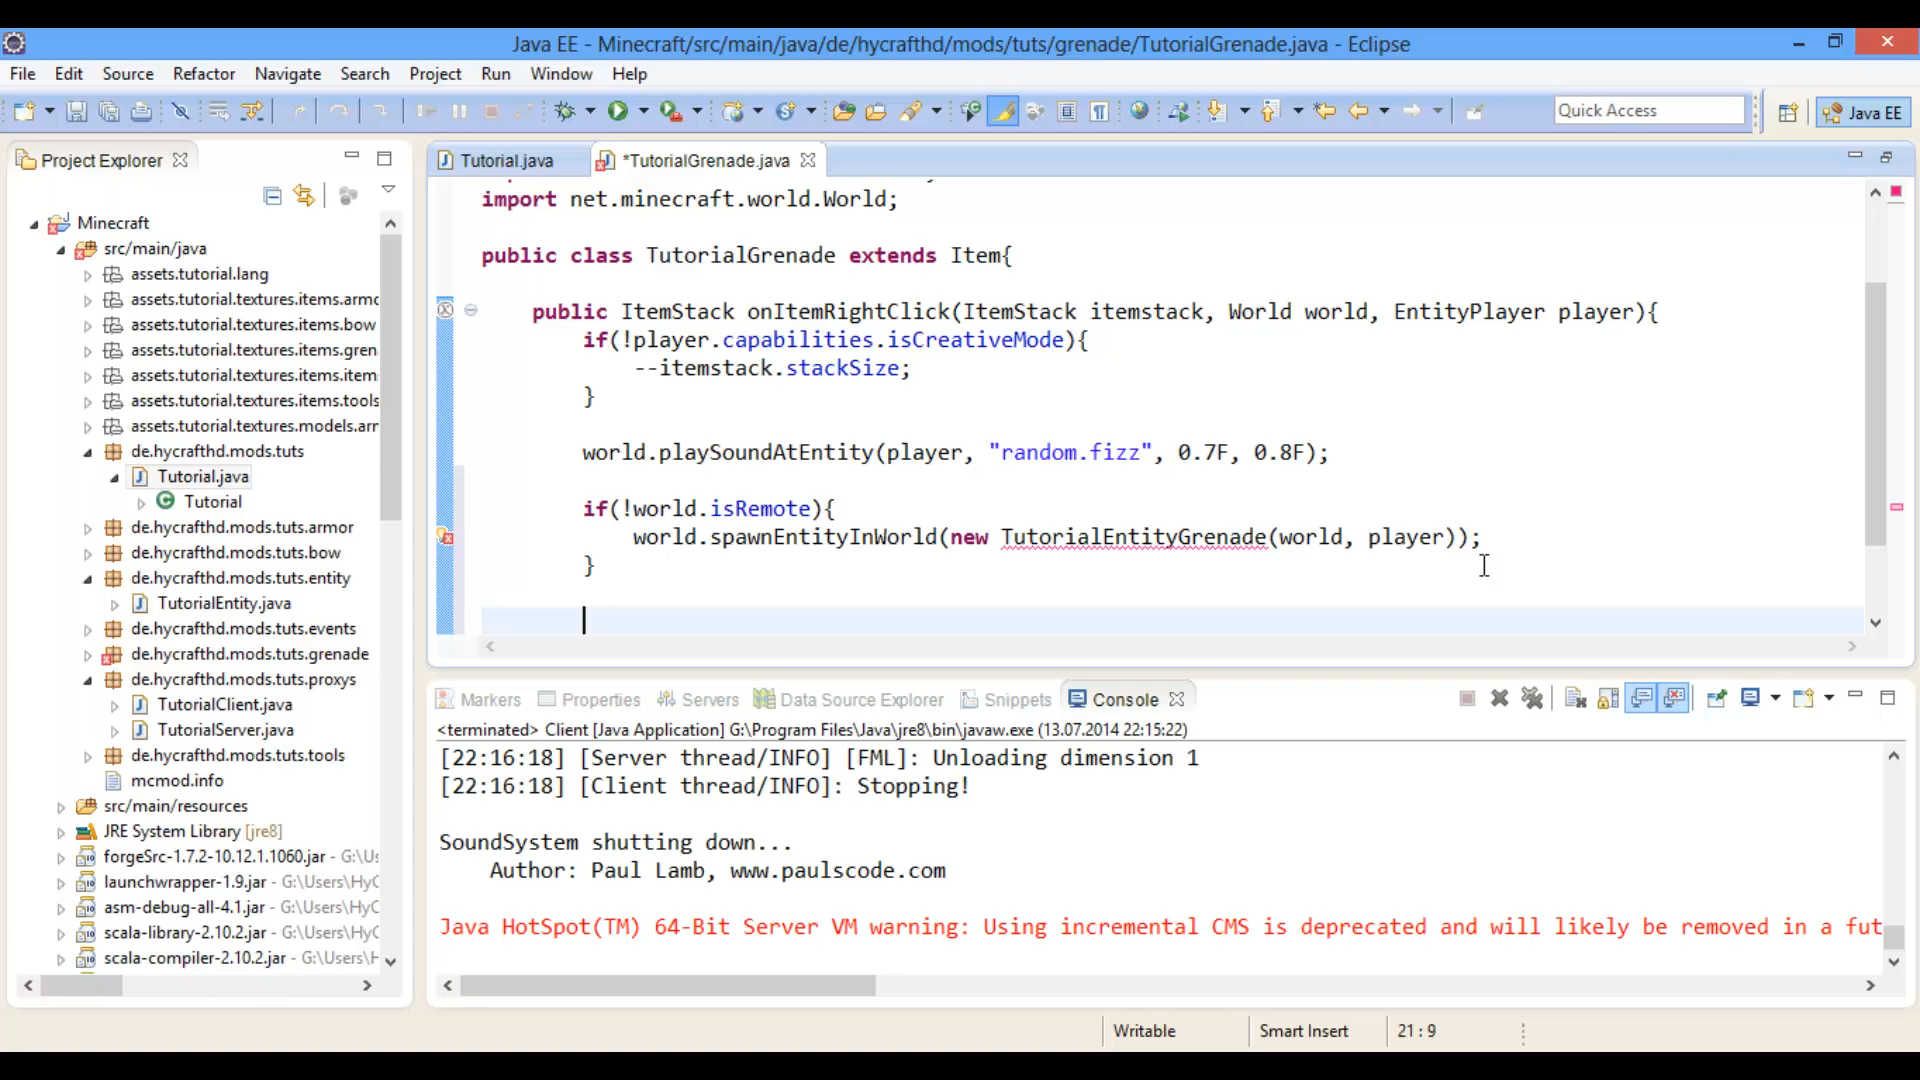 Java EE - Minecraft/src/main/java/de/hycrafthd/mods/tuts/grenade/TutorialGrenade.java - Eclipse
File Edit Source Refactor Navigate Search Project Run Window Help
Quick Access
Java EE
Project Explorer
Minecraft
src/main/java
assets.tutorial.lang
assets.tutorial.textures.items.armo
assets.tutorial.textures.items.bow
assets.tutorial.textures.items.gren
assets.tutorial.textures.items.item
assets.tutorial.textures.items.tools
assets.tutorial.textures.models.arr
de.hycrafthd.mods.tuts
Tutorial.java
Tutorial
de.hycrafthd.mods.tuts.armor
de.hycrafthd.mods.tuts.bow
de.hycrafthd.mods.tuts.entity
TutorialEntity.java
de.hycrafthd.mods.tuts.events
de.hycrafthd.mods.tuts.grenade
de.hycrafthd.mods.tuts.proxys
TutorialClient.java
TutorialServer.java
de.hycrafthd.mods.tuts.tools
mcmod.info
src/main/resources
JRE System Library [jre8]
forgeSrc-1.7.2-10.12.1.1060.jar - G:\Us
launchwrapper-1.9.jar - G:\Users\HyC
asm-debug-all-4.1.jar - G:\Users\HyC
scala-library-2.10.2.jar - G:\Users\HyC
scala-compiler-2.10.2.jar - G:\Users\H
Tutorial.java *TutorialGrenade.java
import net.minecraft.world.World;
public class TutorialGrenade extends Item{
public ItemStack onItemRightClick(ItemStack itemstack, World world, EntityPlayer player){
if(!player.capabilities.isCreativeMode){
--itemstack.stackSize;
}
world.playSoundAtEntity(player, "random.fizz", 0.7F, 0.8F);
if(!world.isRemote){
world.spawnEntityInWorld(new TutorialEntityGrenade(world, player));
}
Markers Properties Servers Data Source Explorer Snippets Console
<terminated> Client [Java Application] G:\Program Files\Java\jre8\bin\javaw.exe (13.07.2014 22:15:22)
[22:16:18] [Server thread/INFO] [FML]: Unloading dimension 1
[22:16:18] [Client thread/INFO]: Stopping!
SoundSystem shutting down...
Author: Paul Lamb, www.paulscode.com
Java HotSpot(TM) 64-Bit Server VM warning: Using incremental CMS is deprecated and will likely be removed in a fut
Writable Smart Insert 21 : 9